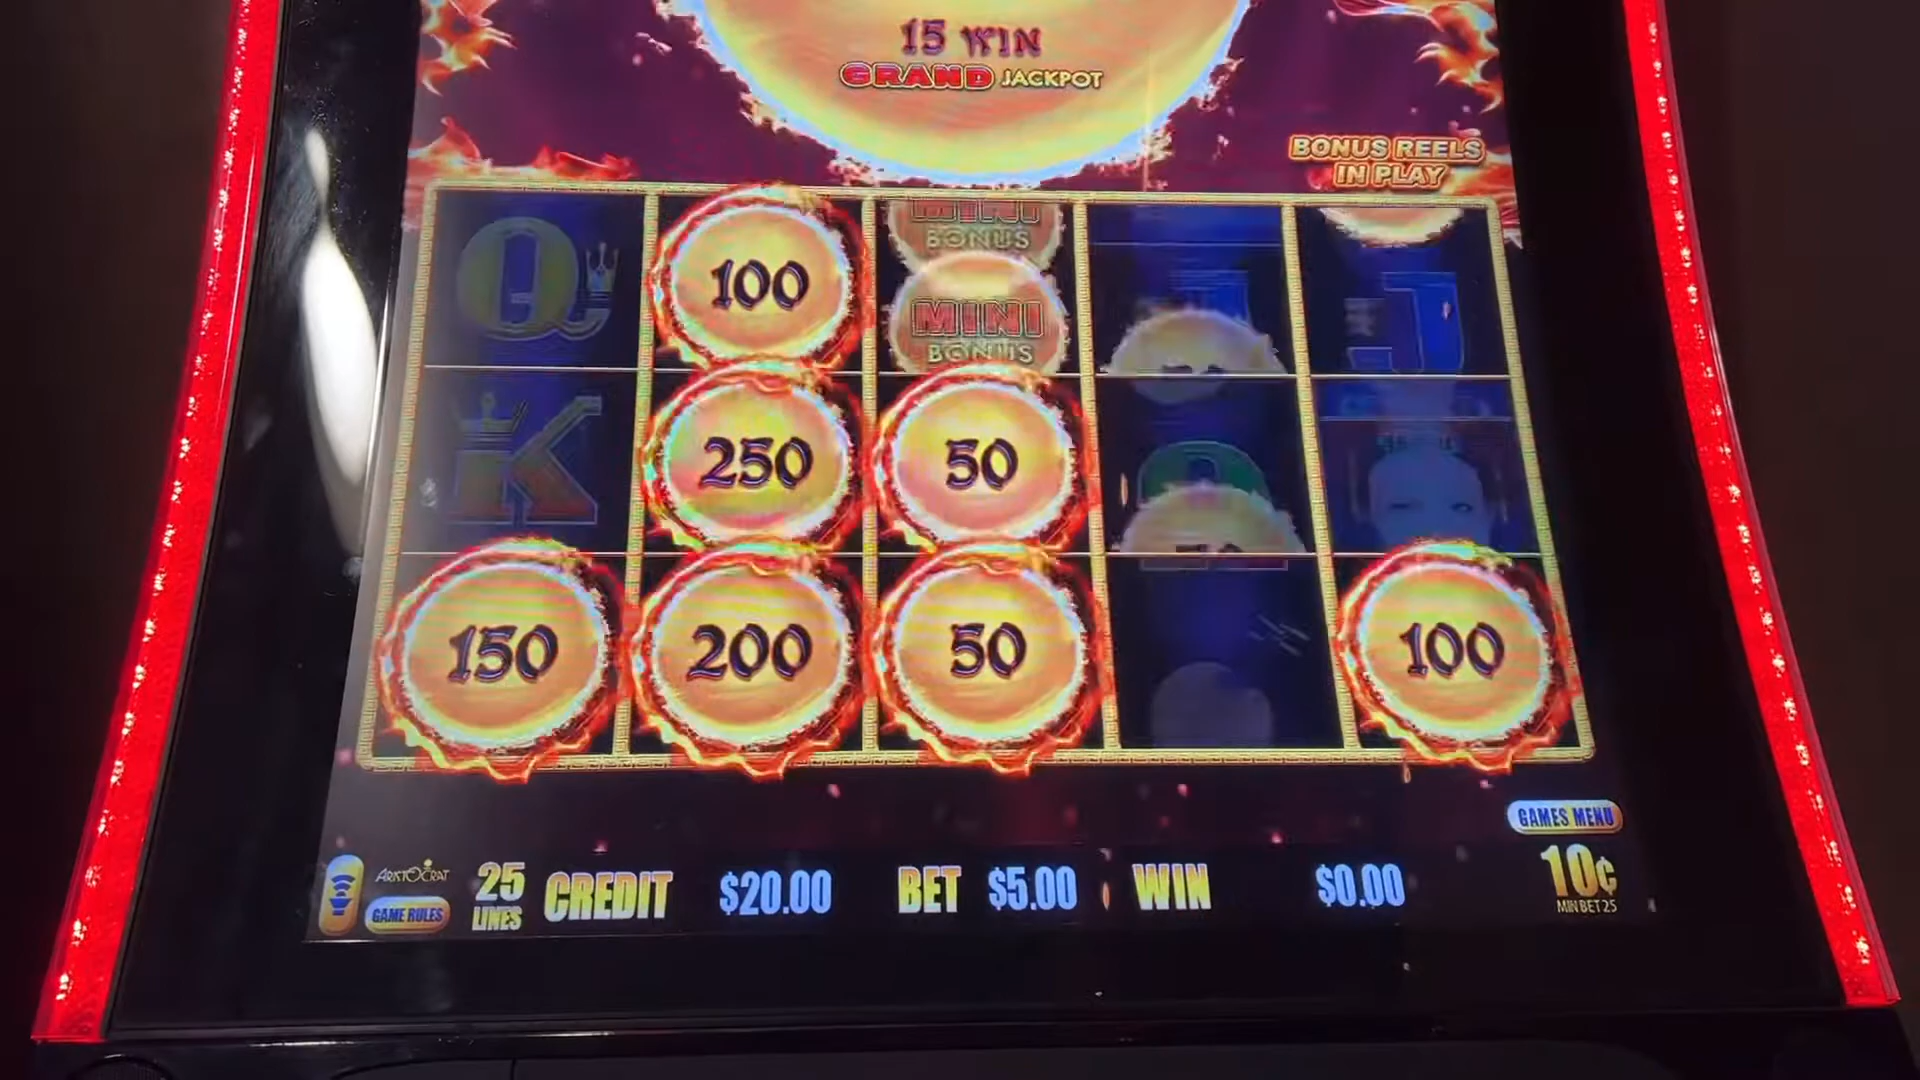 15 WIN
GRAND JACKPOT
BONUS REELS
IN PLAY
Q
100
MINI
BONUS
MINI
BONUS
J
K
250
50
150
200
50
100
GAMES MENU
ARISTOCRAT
GAME RULES
25
LINES
CREDIT
$20.00
BET
$5.00
WIN
$0.00
10¢
MIN BET 25